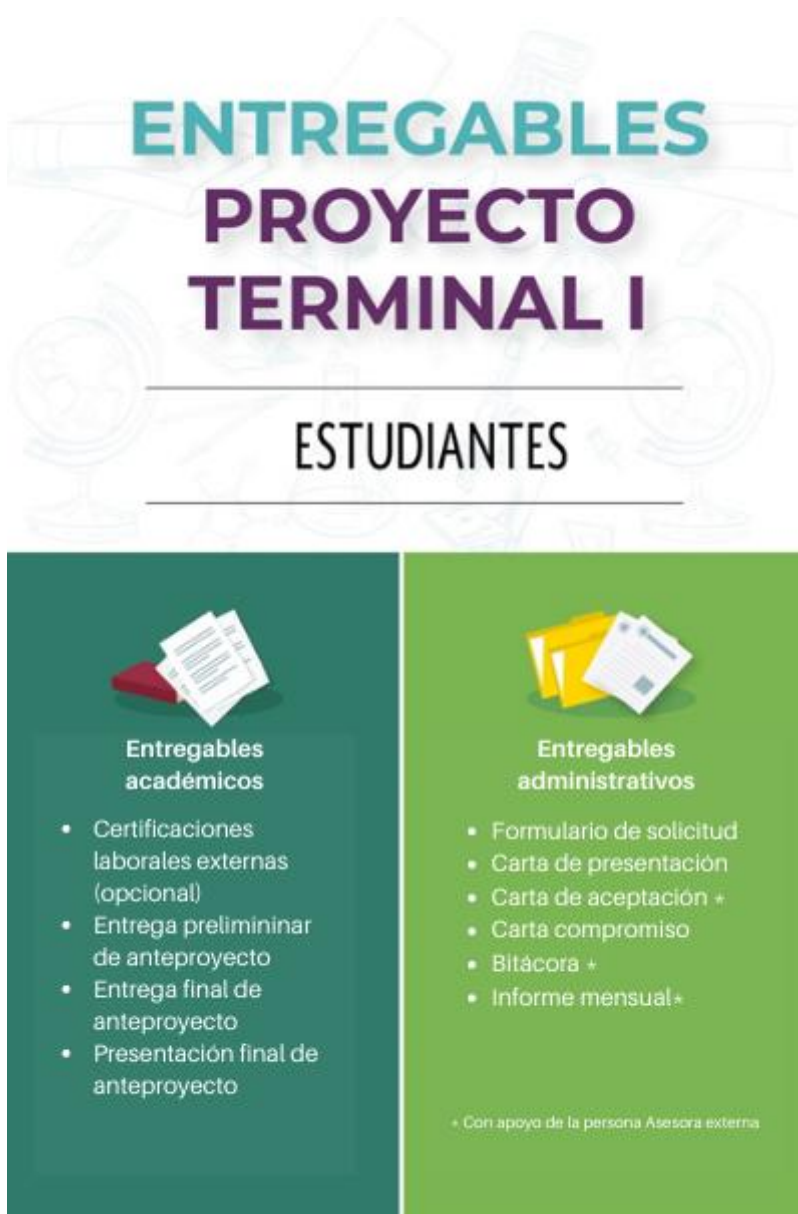 ENTREGABLES
PROYECTO
TERMINAL I
ESTUDIANTES
Entregables
académicos
• Certificaciones
laborales externas
(opcional)
• Entrega prelimininar
de anteproyecto
• Entrega final de
anteproyecto
• Presentación final de
anteproyecto
Entregables
administrativos
• Formulario de solicitud
• Carta de presentación
• Carta de aceptación *
• Carta compromiso
• Bitácora *
• Informe mensual*
* Con apoyo de la persona Asesora externa